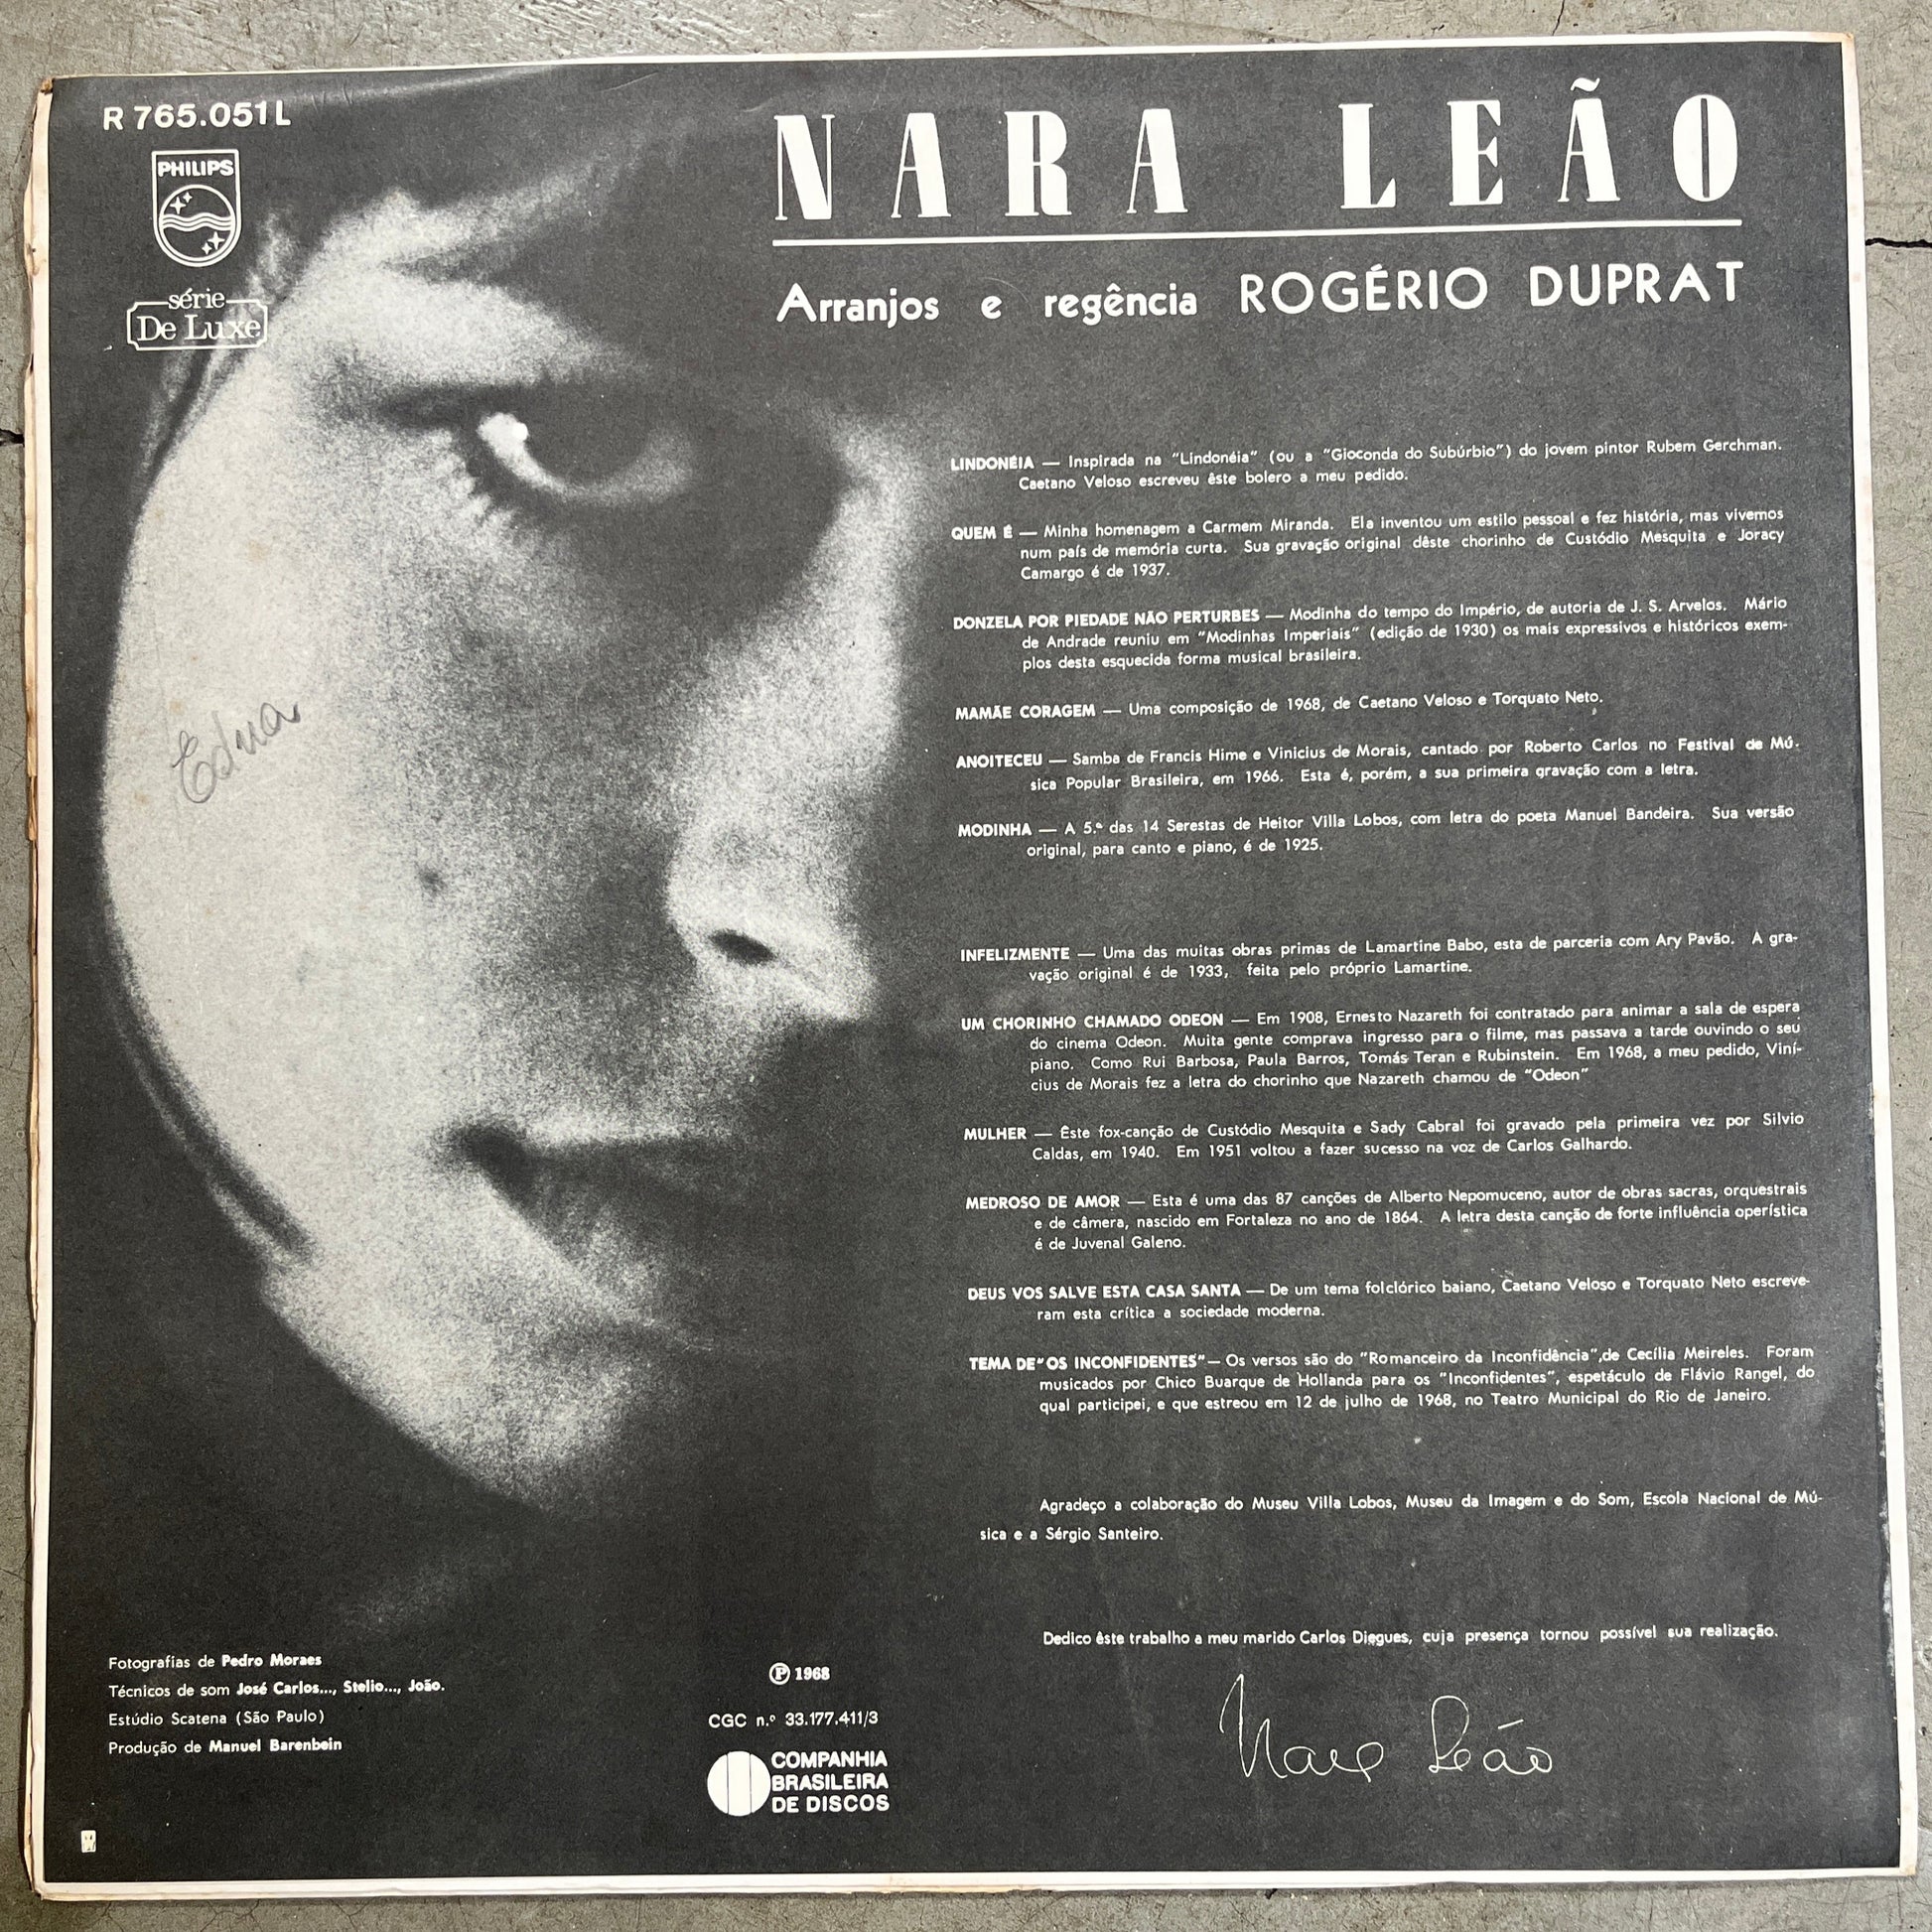 R 765.051 L
PHILIPS
série
De Luxe
NARA LEÃO
Arranjos e regência ROGÉRIO DUPRAT
LINDONÉIA — Inspirada na "Lindonéia" (ou a "Gioconda do Subúrbio") do jovem pintor Rubem Gerchman.
Caetano Veloso escreveu êste bolero a meu pedido.
QUEM É — Minha homenagem a Carmem Miranda. Ela inventou um estilo pessoal e fez história, mas vivemos
num país de memória curta. Sua gravação original dêste chorinho de Custódio Mesquita e Joracy
Camargo é de 1937.
DONZELA POR PIEDADE NÃO PERTURBES — Modinha do tempo do Império, de autoria de J. S. Arvelos. Mário
de Andrade reuniu em "Modinhas Imperiais" (edição de 1930) os mais expressivos e históricos exem-
plos desta esquecida forma musical brasileira.
MAMÃE CORAGEM — Uma composição de 1968, de Caetano Veloso e Torquato Neto.
ANOITECEU — Samba de Francis Hime e Vinicius de Morais, cantado por Roberto Carlos no Festival de Mú-
sica Popular Brasileira, em 1966. Esta é, porém, a sua primeira gravação com a letra.
MODINHA — A 5.ª das 14 Serestas de Heitor Villa Lobos, com letra do poeta Manuel Bandeira. Sua versão
original, para canto e piano, é de 1925.
INFELIZMENTE — Uma das muitas obras primas de Lamartine Babo, esta de parceria com Ary Pavão. A gra-
vação original é de 1933, feita pelo próprio Lamartine.
UM CHORINHO CHAMADO ODEON — Em 1908, Ernesto Nazareth foi contratado para animar a sala de espera
do cinema Odeon. Muita gente comprava ingresso para o filme, mas passava a tarde ouvindo o seu
piano. Como Rui Barbosa, Paula Barros, Tomás Teran e Rubinstein. Em 1968, a meu pedido, Viní-
cius de Morais fez a letra do chorinho que Nazareth chamou de "Odeon"
MULHER — Êste fox-canção de Custódio Mesquita e Sady Cabral foi gravado pela primeira vez por Silvio
Caldas, em 1940. Em 1951 voltou a fazer sucesso na voz de Carlos Galhardo.
MEDROSO DE AMOR — Esta é uma das 87 canções de Alberto Nepomuceno, autor de obras sacras, orquestrais
e de câmera, nascido em Fortaleza no ano de 1864. A letra desta canção de forte influência operística
é de Juvenal Galeno.
DEUS VOS SALVE ESTA CASA SANTA — De um tema folclórico baiano, Caetano Veloso e Torquato Neto escreve-
ram esta crítica a sociedade moderna.
TEMA DE "OS INCONFIDENTES" — Os versos são do "Romanceiro da Inconfidência",de Cecília Meireles. Foram
musicados por Chico Buarque de Hollanda para os "Inconfidentes", espetáculo de Flávio Rangel, do
qual participei, e que estreou em 12 de julho de 1968, no Teatro Municipal do Rio de Janeiro.
Agradeço a colaboração do Museu Villa Lobos, Museu da Imagem e do Som, Escola Nacional de Mú-
sica e a Sérgio Santeiro.
Dedico êste trabalho a meu marido Carlos Diegues, cuja presença tornou possível sua realização.
Nara Leão
Edna
Fotografias de Pedro Moraes
Técnicos de som José Carlos..., Stelio..., João.
Estúdio Scatena (São Paulo)
Produção de Manuel Barenbein
℗ 1968
CGC n.º 33.177.411/3
COMPANHIA
BRASILEIRA
DE DISCOS